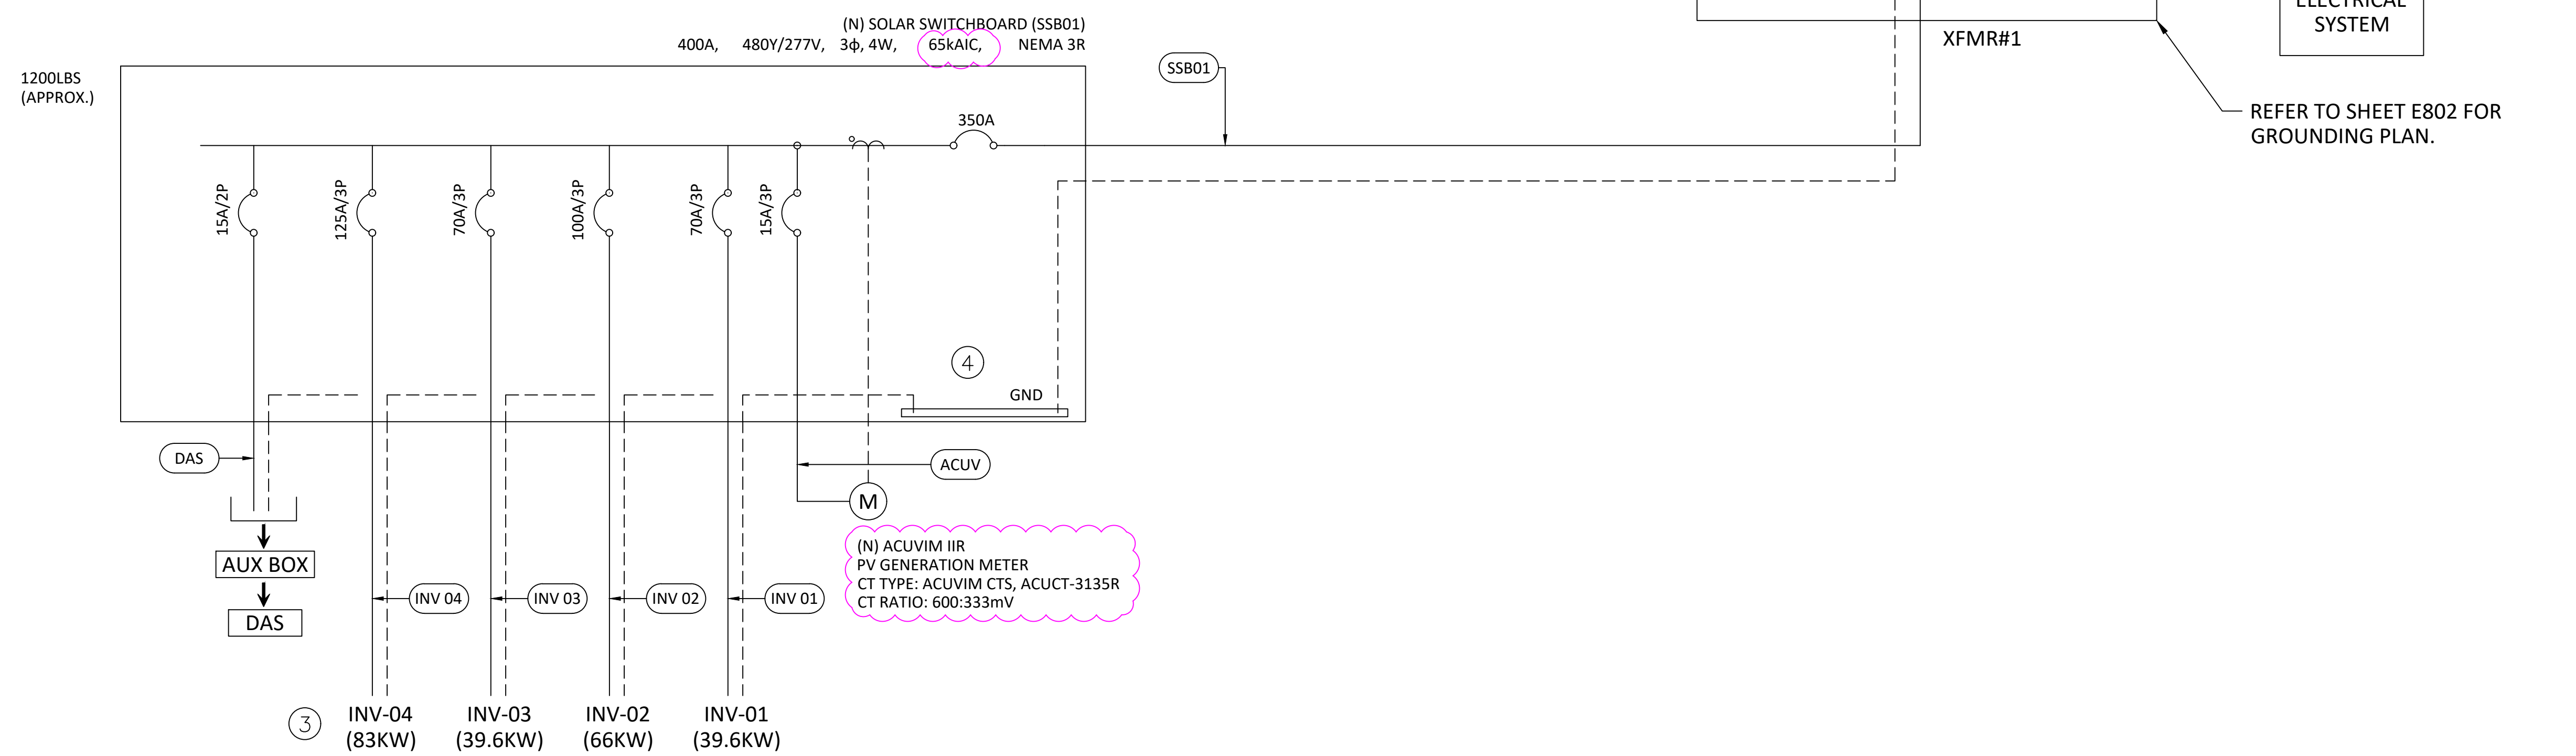 (N) SOLAR SWITCHBOARD (SSB01)
400A, 480Y/277V, 3ϕ, 4W, 65kAIC, NEMA 3R
1200LBS
(APPROX.)
SSB01
350A
15A/2P
125A/3P
70A/3P
100A/3P
70A/3P
15A/3P
4
GND
DAS
ACUV
M
(N) ACUVIM IIR
PV GENERATION METER
CT TYPE: ACUVIM CTS, ACUCT-3135R
CT RATIO: 600:333mV
AUX BOX
DAS
INV 04
INV 03
INV 02
INV 01
3
INV-04
(83KW)
INV-03
(39.6KW)
INV-02
(66KW)
INV-01
(39.6KW)
XFMR#1
ELECTRICAL
SYSTEM
REFER TO SHEET E802 FOR
GROUNDING PLAN.